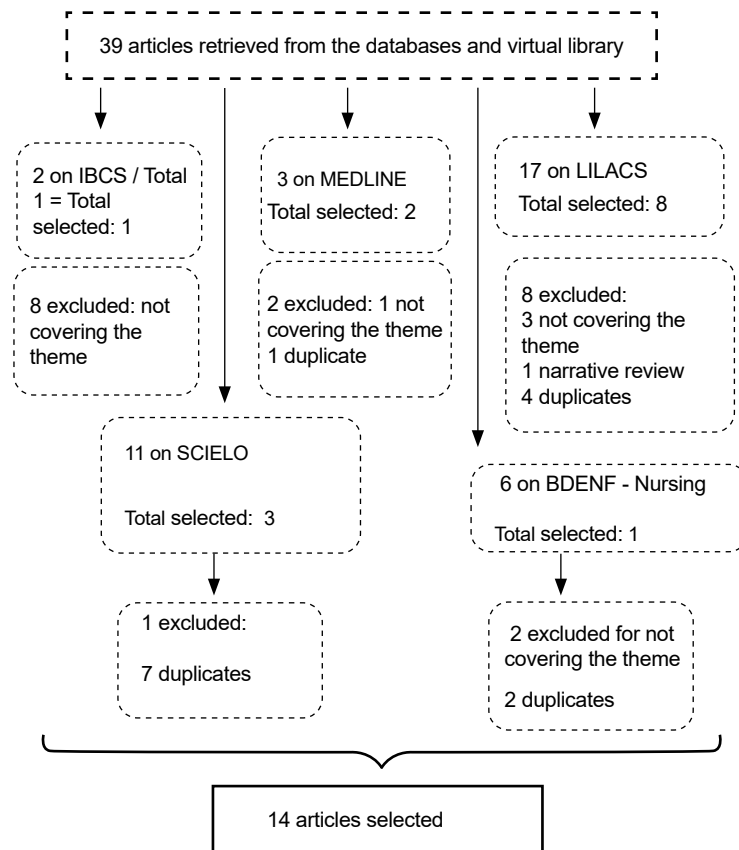 39 articles retrieved from the databases and virtual library
2 on IBCS / Total
1 = Total
selected: 1
8 excluded: not
covering the
theme
3 on MEDLINE
Total selected: 2
2 excluded: 1 not
covering the theme
1 duplicate
17 on LILACS
Total selected: 8
8 excluded:
3 not covering the
theme
1 narrative review
4 duplicates
11 on SCIELO
Total selected: 3
1 excluded:
7 duplicates
6 on BDENF - Nursing
Total selected: 1
2 excluded for not
covering the theme
2 duplicates
14 articles selected